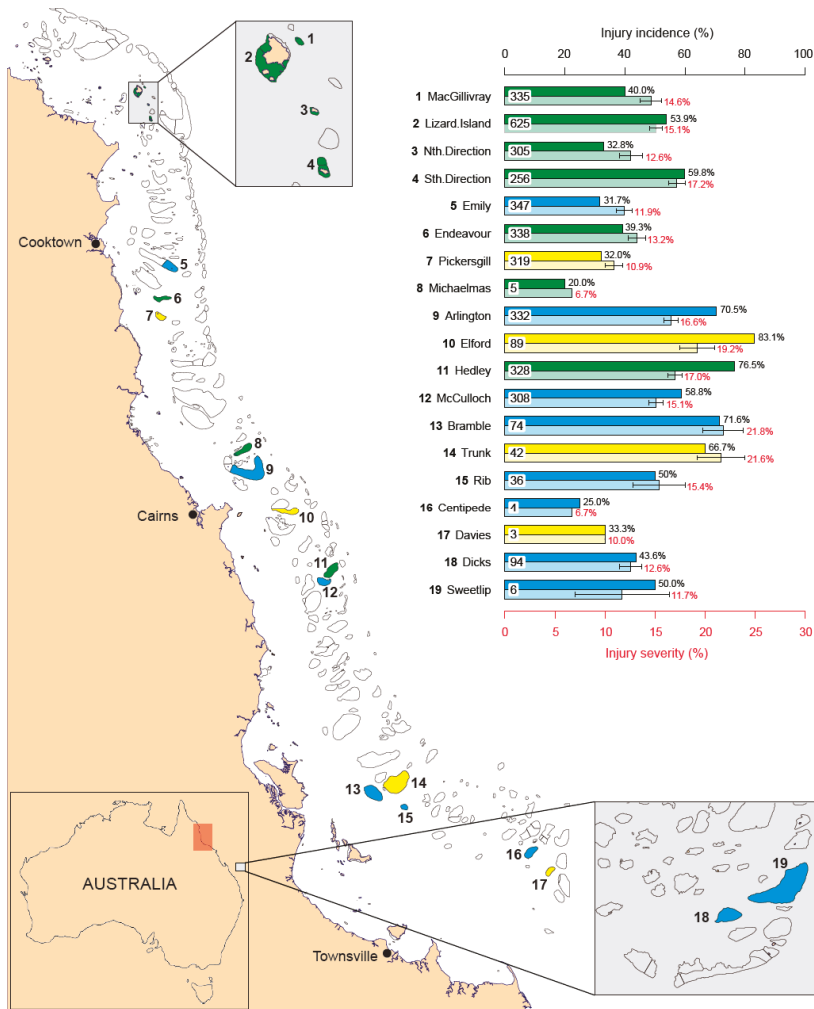 Injury incidence (%)
0 20 40 60 80 100
1 MacGillivray 335 40.0% 14.6%
2 Lizard.Island 625 53.9% 15.1%
3 Nth.Direction 305 32.8% 12.6%
4 Sth.Direction 256 59.8% 17.2%
5 Emily 347 31.7% 11.9%
6 Endeavour 338 39.3% 13.2%
7 Pickersgill 319 32.0% 10.9%
8 Michaelmas 5 20.0% 6.7%
9 Arlington 332 70.5% 16.6%
10 Elford 89 83.1% 19.2%
11 Hedley 328 76.5% 17.0%
12 McCulloch 308 58.8% 15.1%
13 Bramble 74 71.6% 21.8%
14 Trunk 42 66.7% 21.6%
15 Rib 36 50% 15.4%
16 Centipede 4 25.0% 6.7%
17 Davies 3 33.3% 10.0%
18 Dicks 94 43.6% 12.6%
19 Sweetlip 6 50.0% 11.7%
0 5 10 15 20 25 30
Injury severity (%)
1
2
3
4
Cooktown
5
6
7
8
9
Cairns
10
11
12
13
14
15
16
17
19
18
AUSTRALIA
Townsville